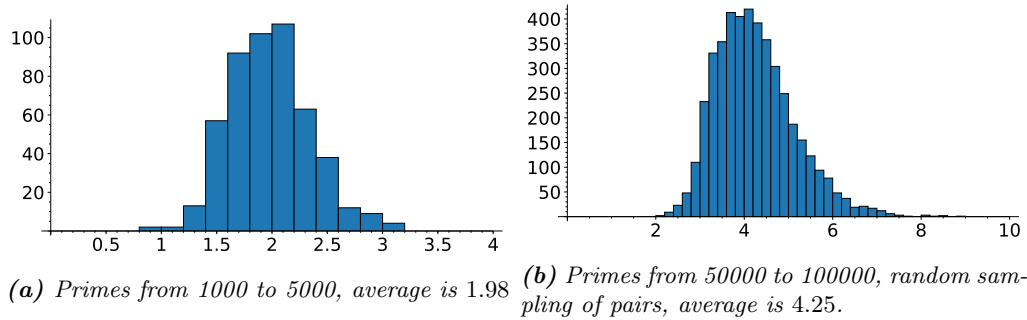 100
80
60
40
20
0.5 1 1.5 2 2.5 3 3.5 4
(a) Primes from 1000 to 5000, average is 1.98
400
350
300
250
200
150
100
50
2 4 6 8 10
(b) Primes from 50000 to 100000, random sam-
pling of pairs, average is 4.25.